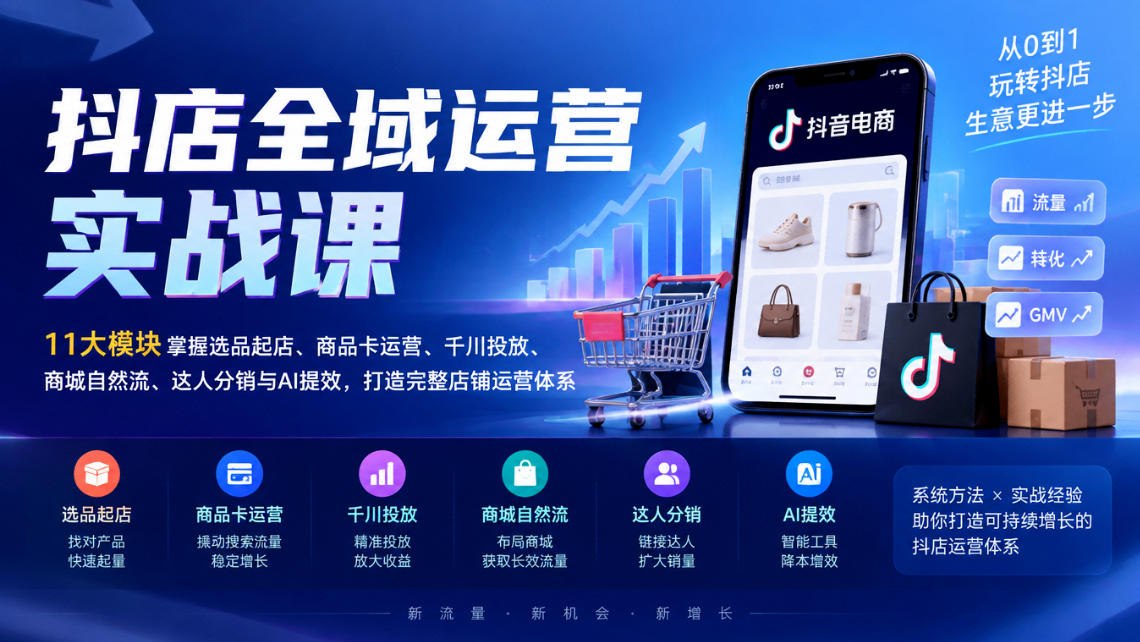 抖店全域运营
实战课
11大模块 掌握选品起店、商品卡运营、千川投放、
商城自然流、这人分销与AI提效，打造完整店铺运营体系
从0到1
玩转抖店
生意更进一步
抖音电商
流量
转化
GMV
选品起店
找对产品
快速起量
商品卡运营
撬动搜索流量
稳定增长
千川投放
精准投放
放大收益
商城自然流
布局商城
获取长效流量
这人分销
链接达人
扩大销量
Ai
AI提效
智能工具
降本增效
系统方法 × 实战经验
助你打造可持续增长的
抖店运营体系
新流量 · 新机会 · 新增长